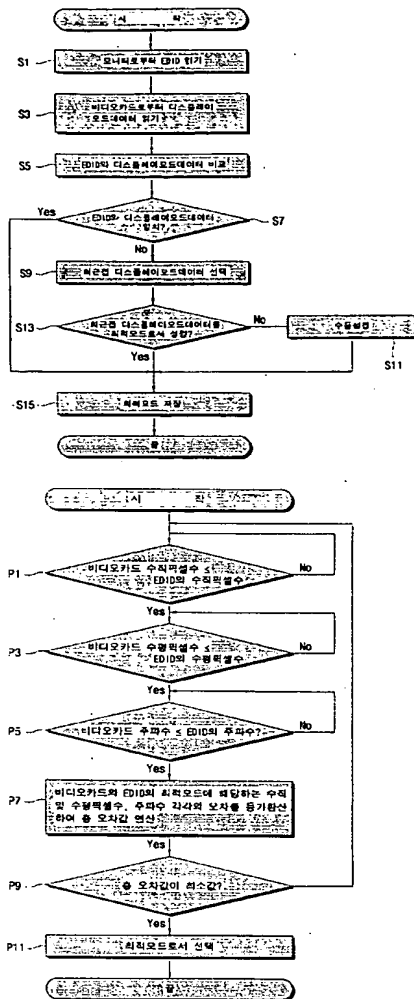 시 작
S1
모니터로부터 EDID 읽기
S3
비디오카드로부터 디스플레이
모드데이터 읽기
S5
EDID와 디스플레이모드데이터 비교
Yes
EDID와 디스플레이모드데이터
일치?
S7
No
S9
최근접 디스플레이모드데이터 선택
S13
최근접 디스플레이모드데이터를
최적모드로서 설정?
No
수동설정
S11
Yes
S15
최적모드 저장
끝
시 작
P1
비디오카드 수직픽셀수 ≤
EDID의 수직픽셀수
No
Yes
P3
비디오카드 수평픽셀수 ≤
EDID의 수평픽셀수
No
Yes
P5
비디오카드 주파수 ≤ EDID의 주파수?
No
Yes
P7
비디오카드와 EDID의 최적모드에 해당하는 수직
및 수평픽셀수, 주파수 각각의 오차를 등가환산
하여 총 오차값 연산
Yes
P9
총 오차값이 최소값?
Yes
P11
최적모드로서 선택
끝